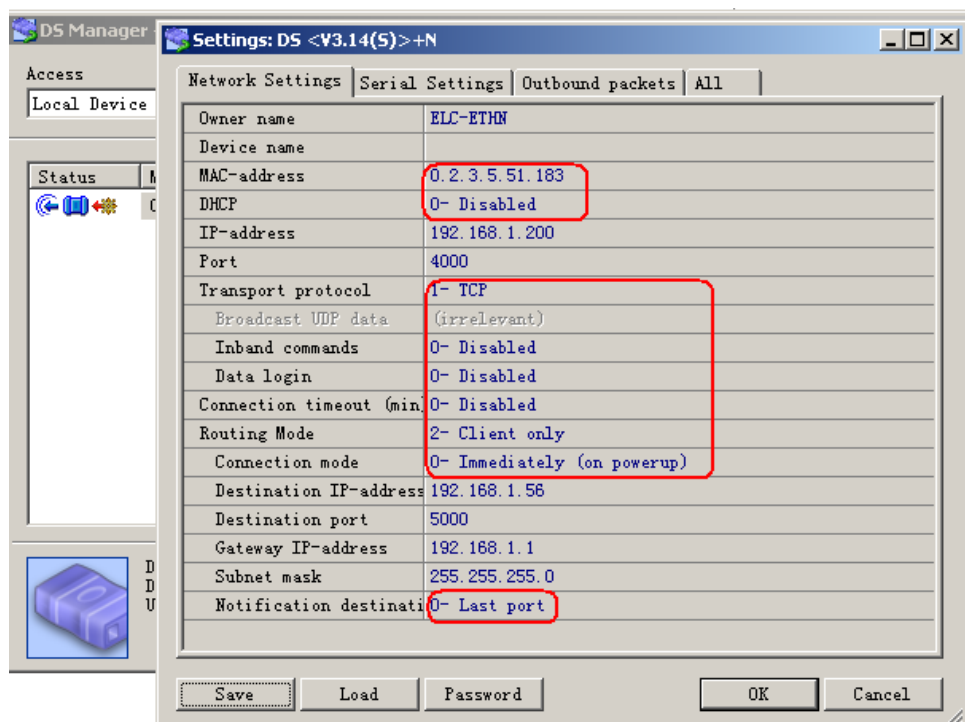 DS Manager
Settings: DS <V3.14(S)>+N
Access
Local Device
Network Settings Serial Settings Outbound packets All
Status
Owner name ELC-ETHN
Device name
MAC-address 0.2.3.5.51.183
DHCP 0- Disabled
IP-address 192.168.1.200
Port 4000
Transport protocol 1- TCP
Broadcast UDP data (irrelevant)
Inband commands 0- Disabled
Data login 0- Disabled
Connection timeout (min 0- Disabled
Routing Mode 2- Client only
Connection mode 0- Immediately (on powerup)
Destination IP-address 192.168.1.56
Destination port 5000
Gateway IP-address 192.168.1.1
Subnet mask 255.255.255.0
Notification destinati 0- Last port
D
D
U
Save Load Password OK Cancel